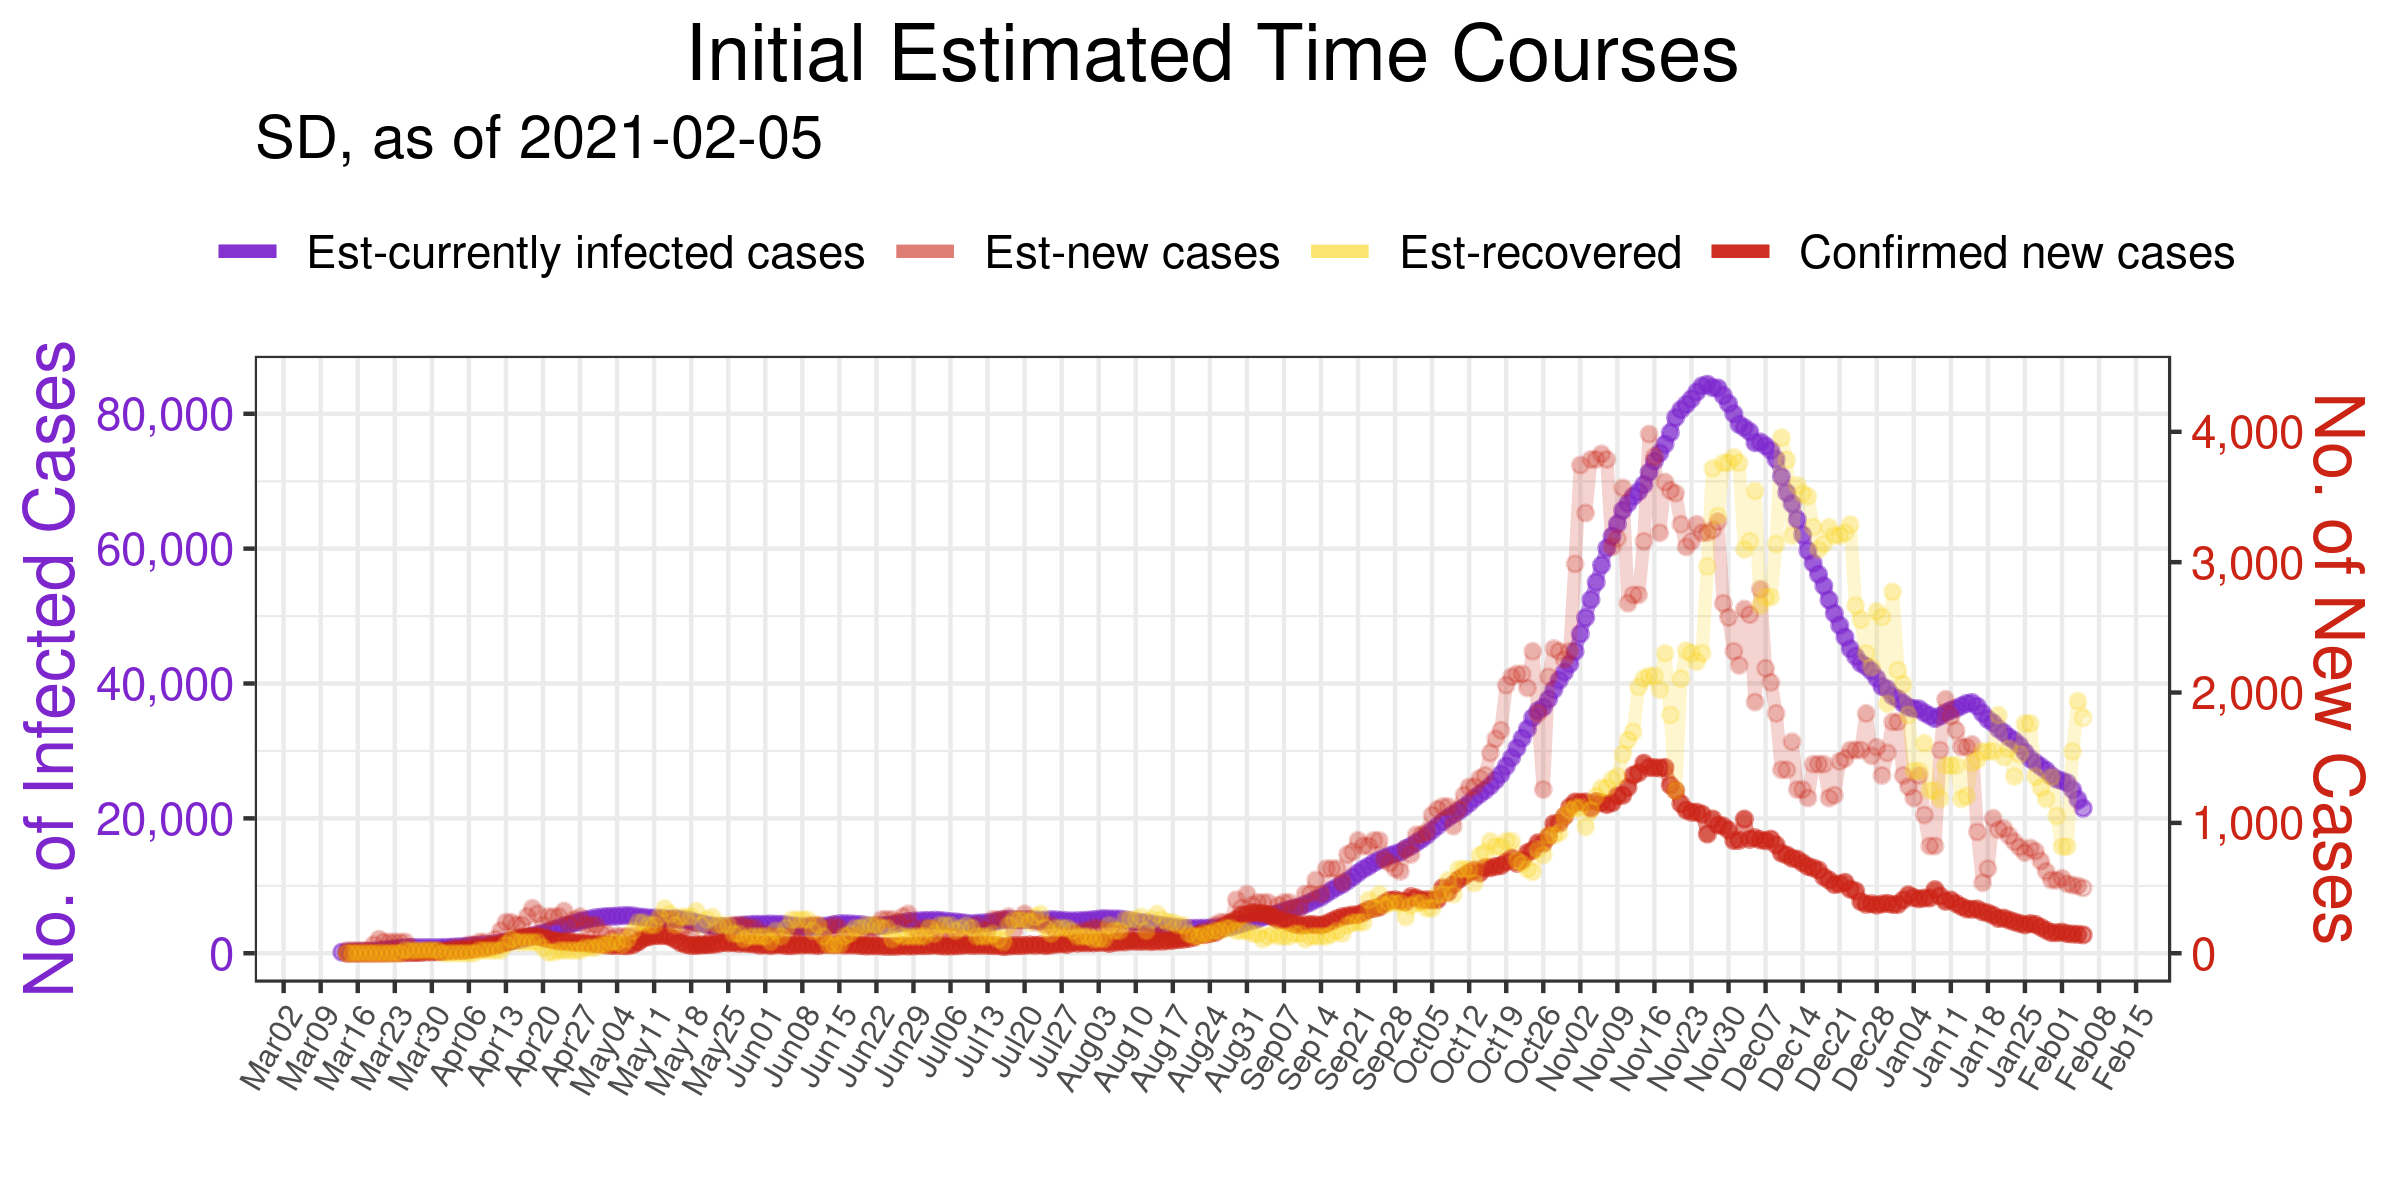 Initial Estimated Time Courses
SD, as of 2021-02-05
Est-currently infected cases
Est-new cases
Est-recovered
Confirmed new cases
No. of Infected Cases
80,000
60,000
40,000
20,000
0
4,000
3,000
2,000
1,000
0
No. of New Cases
Mar02
Mar09
Mar16
Mar23
Mar30
Apr06
Apr13
Apr20
Apr27
May04
May11
May18
May25
Jun01
Jun08
Jun15
Jun22
Jun29
Jul06
Jul13
Jul20
Jul27
Aug03
Aug10
Aug17
Aug24
Aug31
Sep07
Sep14
Sep21
Sep28
Oct05
Oct12
Oct19
Oct26
Nov02
Nov09
Nov16
Nov23
Nov30
Dec07
Dec14
Dec21
Dec28
Jan04
Jan11
Jan18
Jan25
Feb01
Feb08
Feb15